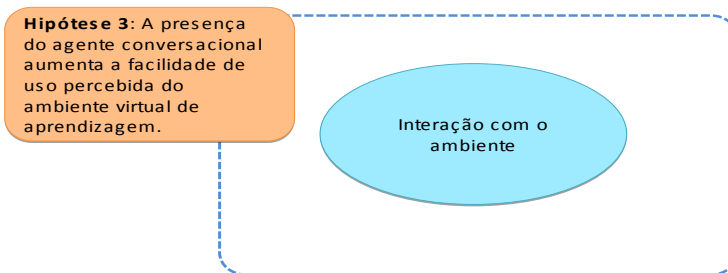 Hipótese 3: A presença
do agente conversacional
aumenta a facilidade de
uso percebida do
ambiente virtual de
aprendizagem.
Interação com o
ambiente